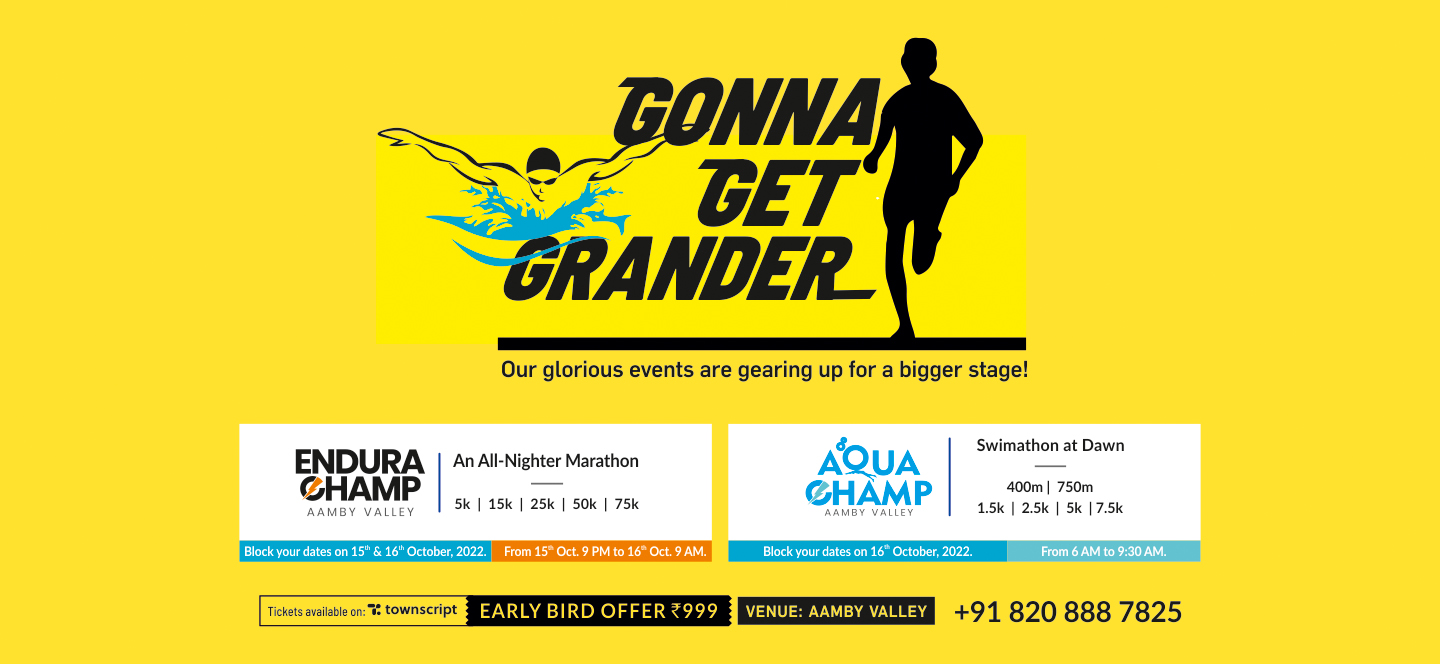 GONNA
GET
GRANDER
Our glorious events are gearing up for a bigger stage!
ENDURA
CHAMP
AAMBY VALLEY
An All-Nighter Marathon
5k | 15k | 25k | 50k | 75k
Block your dates on 15th & 16th October, 2022.
From 15th Oct. 9 PM to 16th Oct. 9 AM.
AQUA
CHAMP
AAMBY VALLEY
Swimathon at Dawn
400m | 750m
1.5k | 2.5k | 5k | 7.5k
Block your dates on 16th October, 2022.
From 6 AM to 9:30 AM.
Tickets available on: townscript
EARLY BIRD OFFER ₹999
VENUE: AAMBY VALLEY
+91 820 888 7825